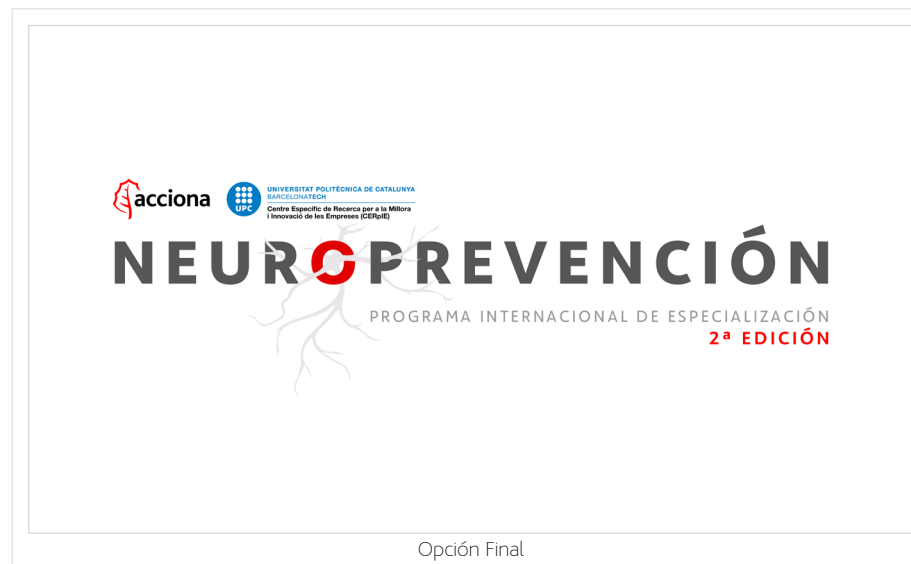 acciona
UPC
UNIVERSITAT POLITÈCNICA DE CATALUNYA
BARCELONATECH
Centre Específic de Recerca per a la Millora
i Innovació de les Empreses (CERpIE)
NEUROPREVENCIÓN
PROGRAMA INTERNACIONAL DE ESPECIALIZACIÓN
2ª EDICIÓN
Opción Final